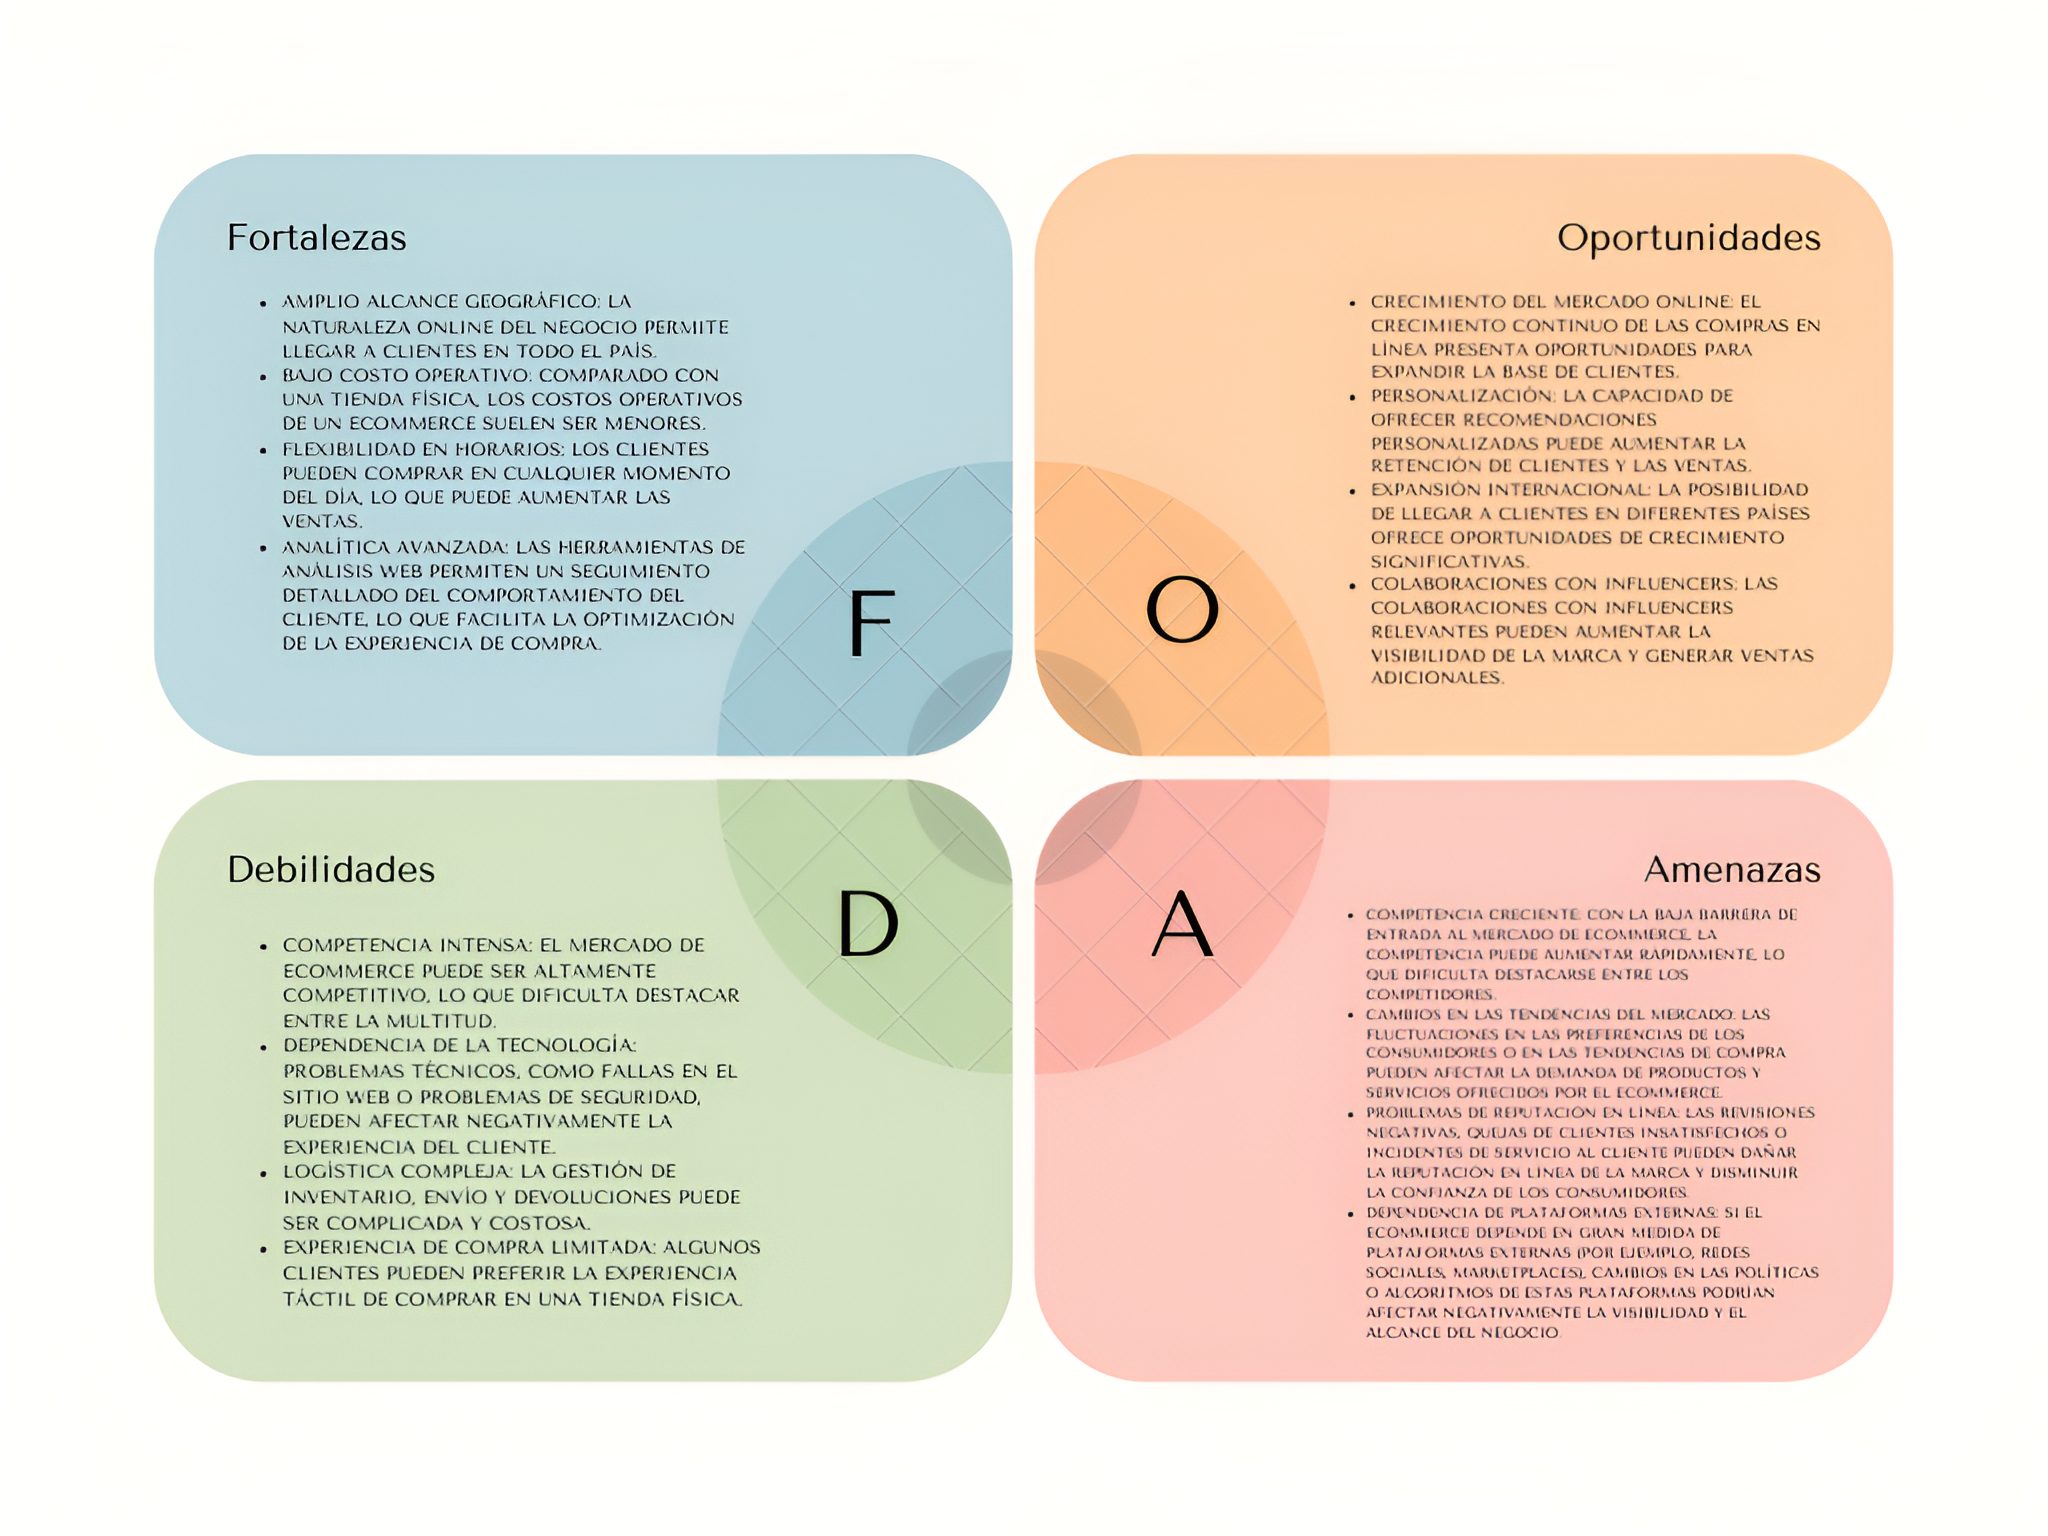 Fortalezas
• AMPLIO ALCANCE GEOGRÁFICO: LA
NATURALEZA ONLINE DEL NEGOCIO PERMITE
LLEGAR A CLIENTES EN TODO EL PAÍS.
• BAJO COSTO OPERATIVO: COMPARADO CON
UNA TIENDA FÍSICA, LOS COSTOS OPERATIVOS
DE UN ECOMMERCE SUELEN SER MENORES.
• FLEXIBILIDAD EN HORARIOS: LOS CLIENTES
PUEDEN COMPRAR EN CUALQUIER MOMENTO
DEL DÍA, LO QUE PUEDE AUMENTAR LAS
VENTAS.
• ANALÍTICA AVANZADA: LAS HERRAMIENTAS DE
ANÁLISIS WEB PERMITEN UN SEGUIMIENTO
DETALLADO DEL COMPORTAMIENTO DEL
CLIENTE, LO QUE FACILITA LA OPTIMIZACIÓN
DE LA EXPERIENCIA DE COMPRA.
F
Oportunidades
• CRECIMIENTO DEL MERCADO ONLINE: EL
CRECIMIENTO CONTINUO DE LAS COMPRAS EN
LÍNEA PRESENTA OPORTUNIDADES PARA
EXPANDIR LA BASE DE CLIENTES.
• PERSONALIZACIÓN: LA CAPACIDAD DE
OFRECER RECOMENDACIONES
PERSONALIZADAS PUEDE AUMENTAR LA
RETENCIÓN DE CLIENTES Y LAS VENTAS.
• EXPANSIÓN INTERNACIONAL: LA POSIBILIDAD
DE LLEGAR A CLIENTES EN DIFERENTES PAÍSES
OFRECE OPORTUNIDADES DE CRECIMIENTO
SIGNIFICATIVAS.
• COLABORACIONES CON INFLUENCERS: LAS
COLABORACIONES CON INFLUENCERS
RELEVANTES PUEDEN AUMENTAR LA
VISIBILIDAD DE LA MARCA Y GENERAR VENTAS
ADICIONALES.
O
Debilidades
• COMPETENCIA INTENSA: EL MERCADO DE
ECOMMERCE PUEDE SER ALTAMENTE
COMPETITIVO, LO QUE DIFICULTA DESTACAR
ENTRE LA MULTITUD.
• DEPENDENCIA DE LA TECNOLOGÍA:
PROBLEMAS TÉCNICOS, COMO FALLAS EN EL
SITIO WEB O PROBLEMAS DE SEGURIDAD,
PUEDEN AFECTAR NEGATIVAMENTE LA
EXPERIENCIA DEL CLIENTE.
• LOGÍSTICA COMPLEJA: LA GESTIÓN DE
INVENTARIO, ENVÍO Y DEVOLUCIONES PUEDE
SER COMPLICADA Y COSTOSA.
• EXPERIENCIA DE COMPRA LIMITADA: ALGUNOS
CLIENTES PUEDEN PREFERIR LA EXPERIENCIA
TÁCTIL DE COMPRAR EN UNA TIENDA FÍSICA.
D
Amenazas
• COMPETENCIA CRECIENTE: CON LA BAJA BARRERA DE
ENTRADA AL MERCADO DE ECOMMERCE, LA
COMPETENCIA PUEDE AUMENTAR RÁPIDAMENTE, LO
QUE DIFICULTA DESTACARSE ENTRE LOS
COMPETIDORES.
• CAMBIOS EN LAS TENDENCIAS DEL MERCADO: LAS
FLUCTUACIONES EN LAS PREFERENCIAS DE LOS
CONSUMIDORES O EN LAS TENDENCIAS DE COMPRA
PUEDEN AFECTAR LA DEMANDA DE PRODUCTOS Y
SERVICIOS OFRECIDOS POR EL ECOMMERCE.
• PROBLEMAS DE REPUTACIÓN EN LÍNEA: LAS REVISIONES
NEGATIVAS, QUEJAS DE CLIENTES INSATISFECHOS O
INCIDENTES DE SERVICIO AL CLIENTE PUEDEN DAÑAR
LA REPUTACIÓN EN LÍNEA DE LA MARCA Y DISMINUIR
LA CONFIANZA DE LOS CONSUMIDORES.
• DEPENDENCIA DE PLATAFORMAS EXTERNAS: SI EL
ECOMMERCE DEPENDE EN GRAN MEDIDA DE
PLATAFORMAS EXTERNAS (POR EJEMPLO, REDES
SOCIALES, MARKETPLACES), CAMBIOS EN LAS POLÍTICAS
O ALGORITMOS DE ESTAS PLATAFORMAS PODRÍAN
AFECTAR NEGATIVAMENTE LA VISIBILIDAD Y EL
ALCANCE DEL NEGOCIO.
A